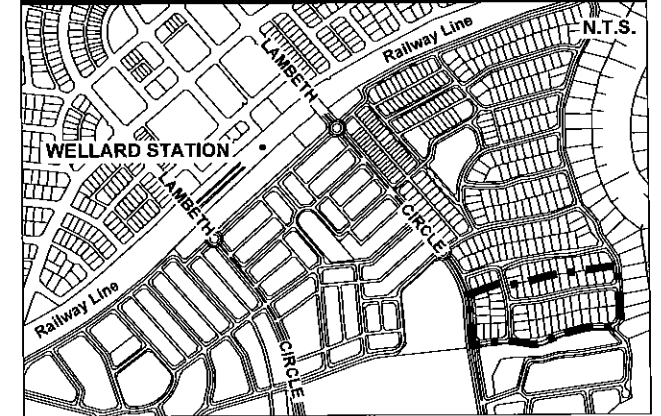 N.T.S.
Railway Line
LAMBETH
WELLARD STATION
LAMBETH
CIRCLE
Railway Line
CIRCLE